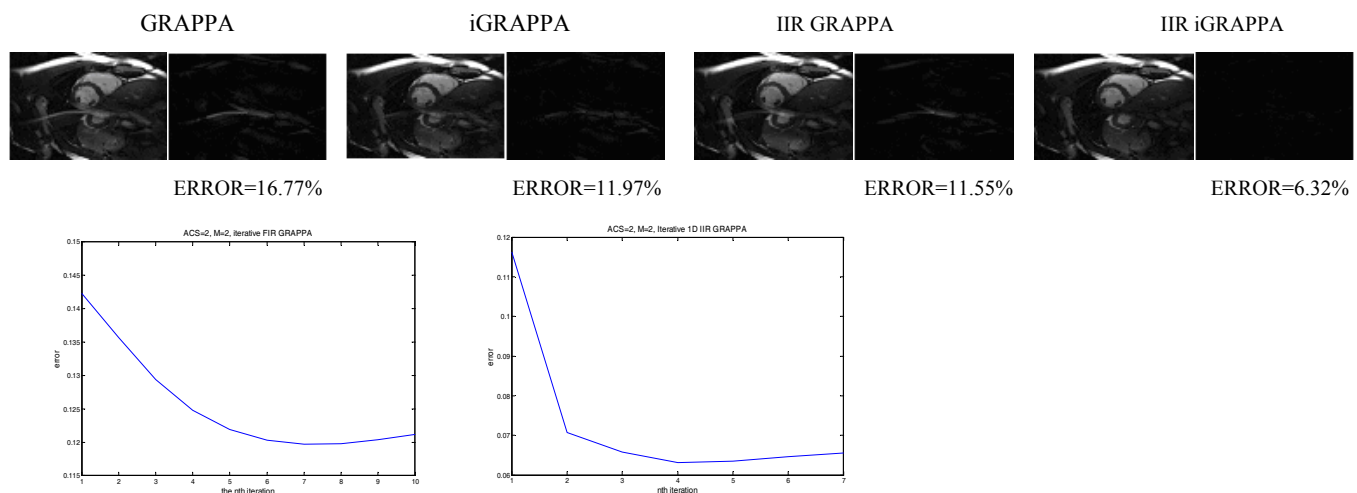 GRAPPA
iGRAPPA
IIR GRAPPA
IIR iGRAPPA
ERROR=16.77%
ERROR=11.97%
ERROR=11.55%
ERROR=6.32%
ACS=2, M=2, iterative FIR GRAPPA
0.15
0.145
0.14
0.135
0.13
0.125
0.12
0.115
error
1 2 3 4 5 6 7 8 9 10
the nth iteration
ACS=2, M=2, Iterative 1D IIR GRAPPA
0.12
0.11
0.1
0.09
0.08
0.07
0.06
error
1 2 3 4 5 6 7
nth iteration